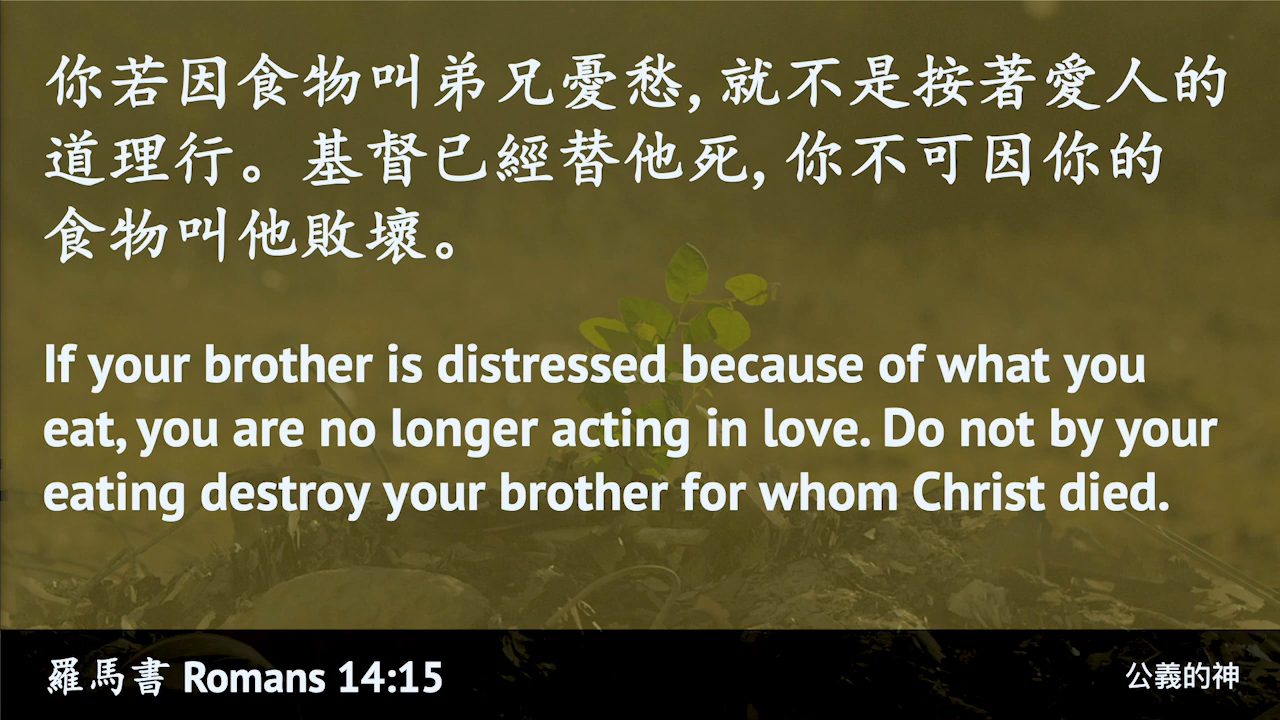 你若因食物叫弟兄憂愁, 就不是按著愛人的
道理行。基督已經替他死, 你不可因你的
食物叫他敗壞。
If your brother is distressed because of what you
eat, you are no longer acting in love. Do not by your
eating destroy your brother for whom Christ died.
羅馬書 Romans 14:15
公義的神